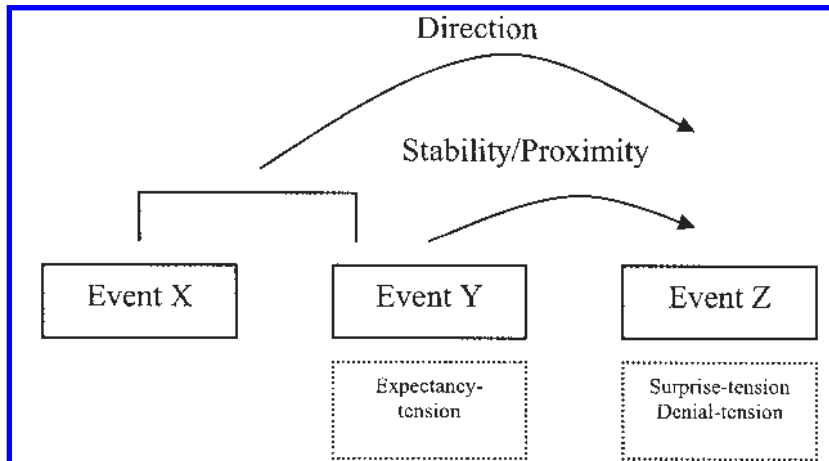 Direction
Stability/Proximity
Event X
Event Y
Event Z
Expectancy-
tension
Surprise-tension
Denial-tension